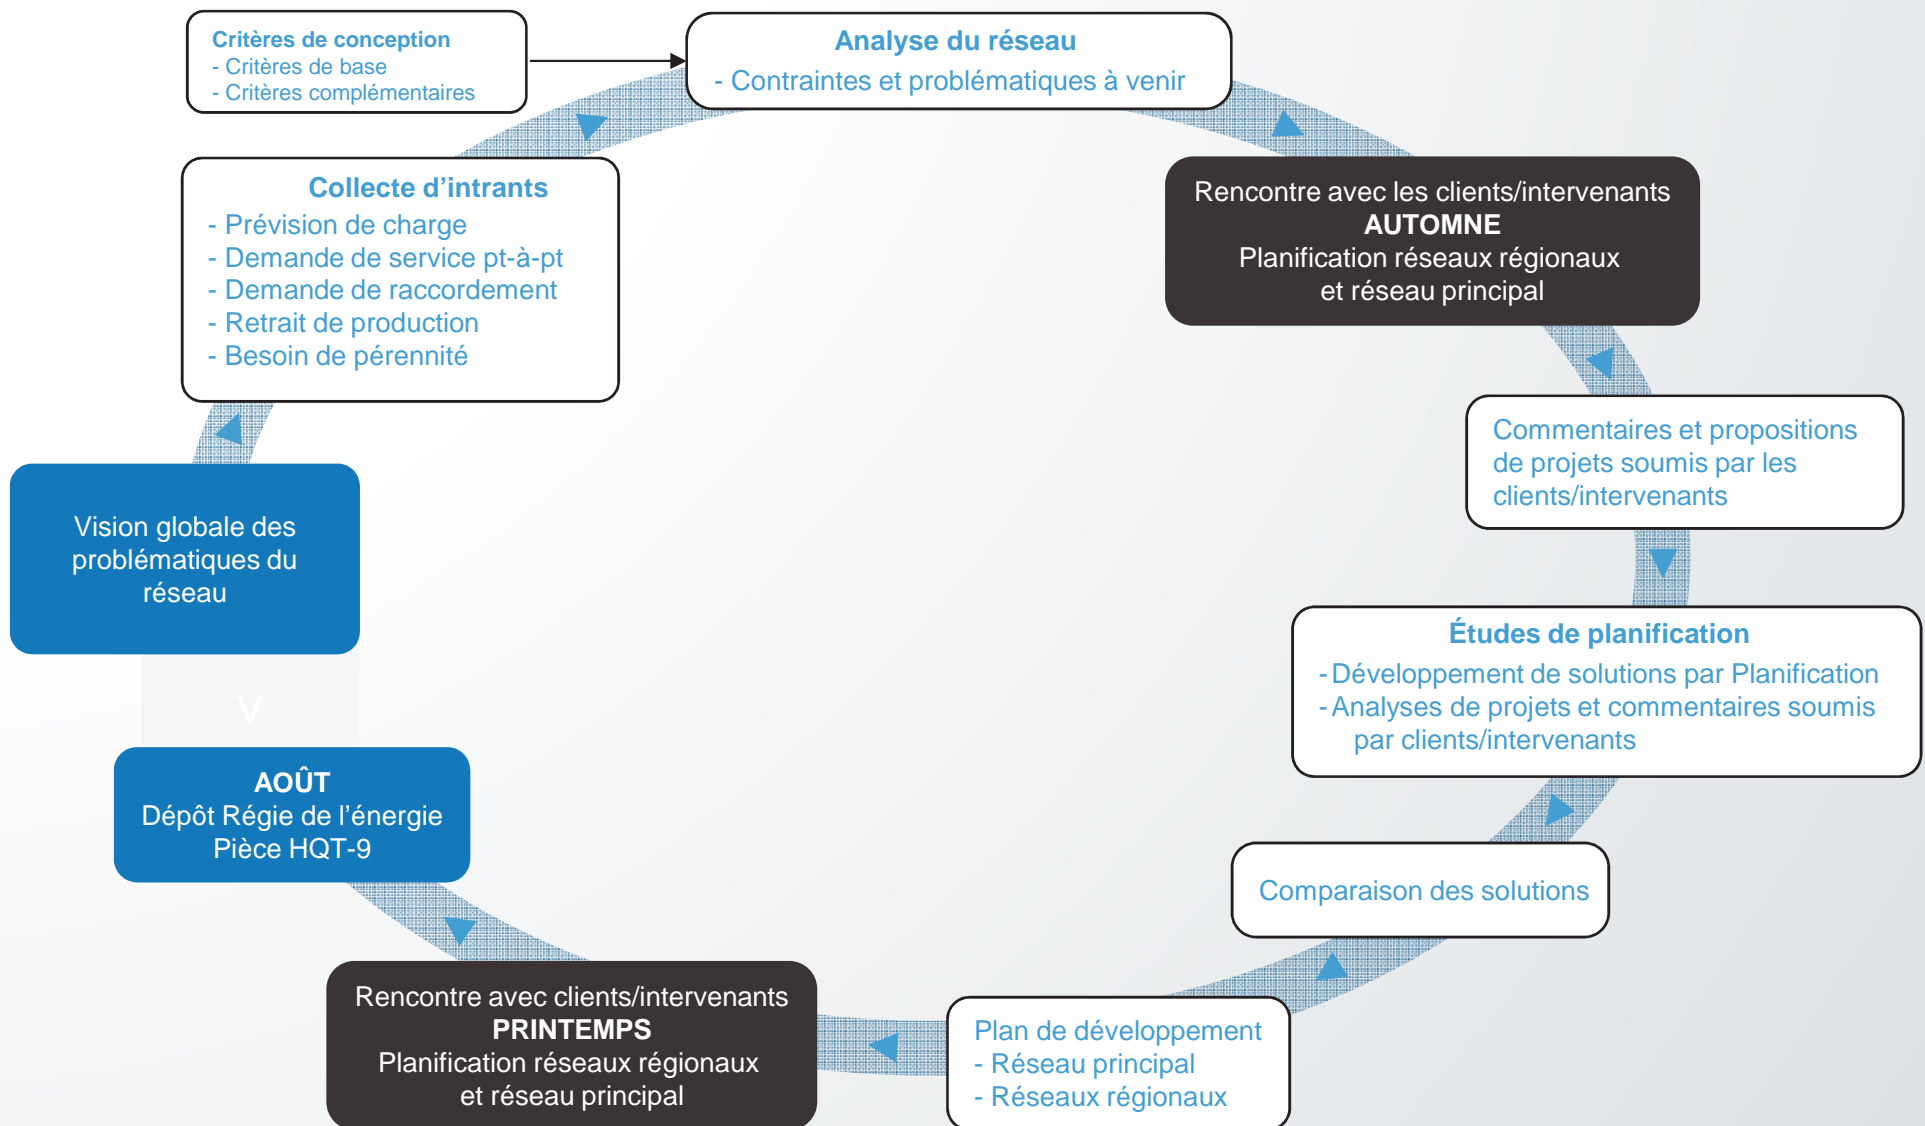 Critères de conception
- Critères de base
- Critères complémentaires
Analyse du réseau
- Contraintes et problématiques à venir
Collecte d’intrants
- Prévision de charge
- Demande de service pt-à-pt
- Demande de raccordement
- Retrait de production
- Besoin de pérennité
Rencontre avec les clients/intervenants
AUTOMNE
Planification réseaux régionaux
et réseau principal
Commentaires et propositions
de projets soumis par les
clients/intervenants
Vision globale des
problématiques du
réseau
Études de planification
- Développement de solutions par Planification
- Analyses de projets et commentaires soumis
par clients/intervenants
V
AOÛT
Dépôt Régie de l’énergie
Pièce HQT-9
Comparaison des solutions
Rencontre avec clients/intervenants
PRINTEMPS
Planification réseaux régionaux
et réseau principal
Plan de développement
- Réseau principal
- Réseaux régionaux